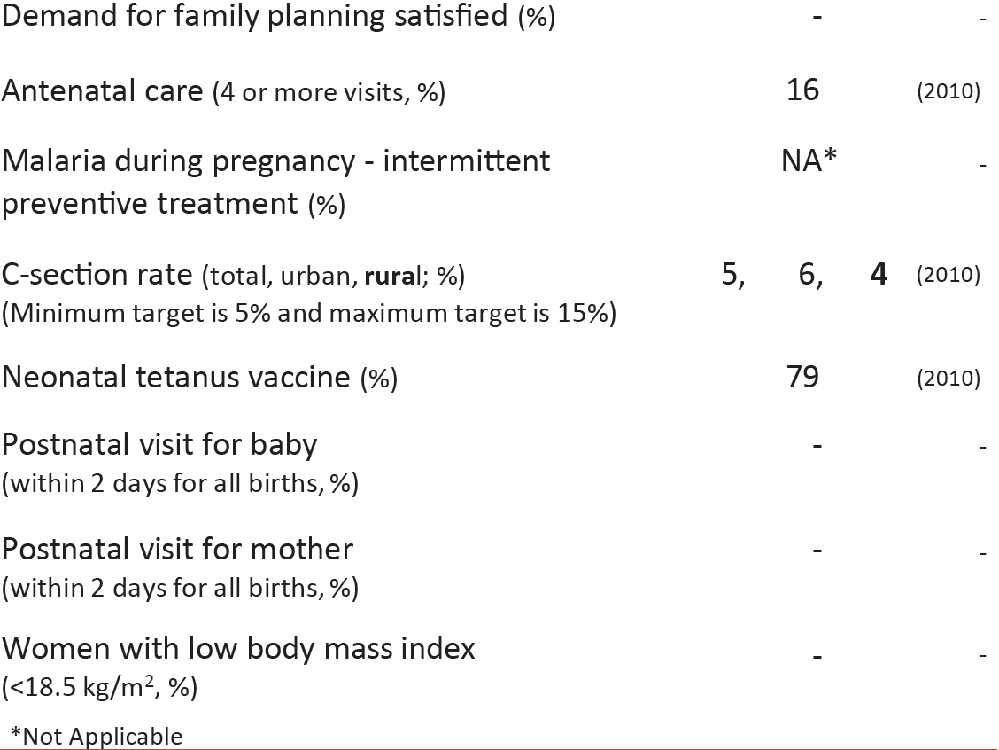 Demand for family planning satisfied (%) - -
Antenatal care (4 or more visits, %) 16 (2010)
Malaria during pregnancy - intermittent NA* -
preventive treatment (%)
C-section rate (total, urban, rural; %) 5, 6, 4 (2010)
(Minimum target is 5% and maximum target is 15%)
Neonatal tetanus vaccine (%) 79 (2010)
Postnatal visit for baby - -
(within 2 days for all births, %)
Postnatal visit for mother - -
(within 2 days for all births, %)
Women with low body mass index - -
(<18.5 kg/m², %)
*Not Applicable